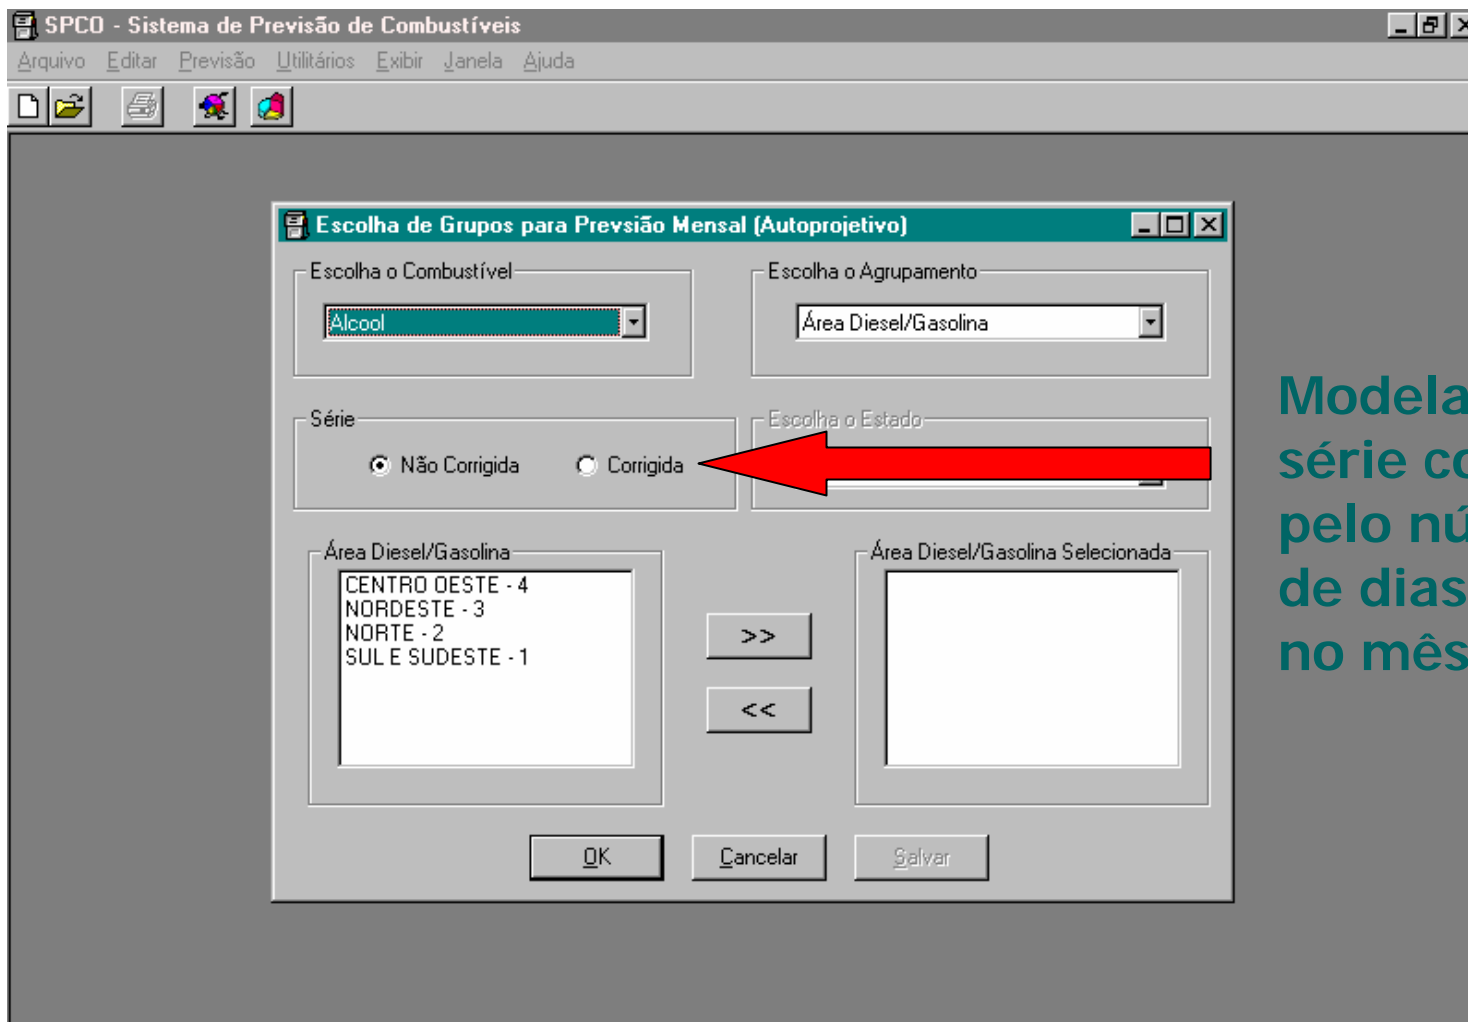 SPCO - Sistema de Previsão de Combustíveis
Arquivo Editar Previsão Utilitários Exibir Janela Ajuda
Escolha de Grupos para Prevsião Mensal (Autoprojetivo)
Escolha o Combustível
Escolha o Agrupamento
Alcool
Área Diesel/Gasolina
Série
Escolha o Estado
Não Corrigida
Corrigida
Modela
série co
pelo nú
de dias
no mês
Área Diesel/Gasolina
Área Diesel/Gasolina Selecionada
CENTRO OESTE - 4
NORDESTE - 3
NORTE - 2
SUL E SUDESTE - 1
>>
<<
OK
Cancelar
Salvar